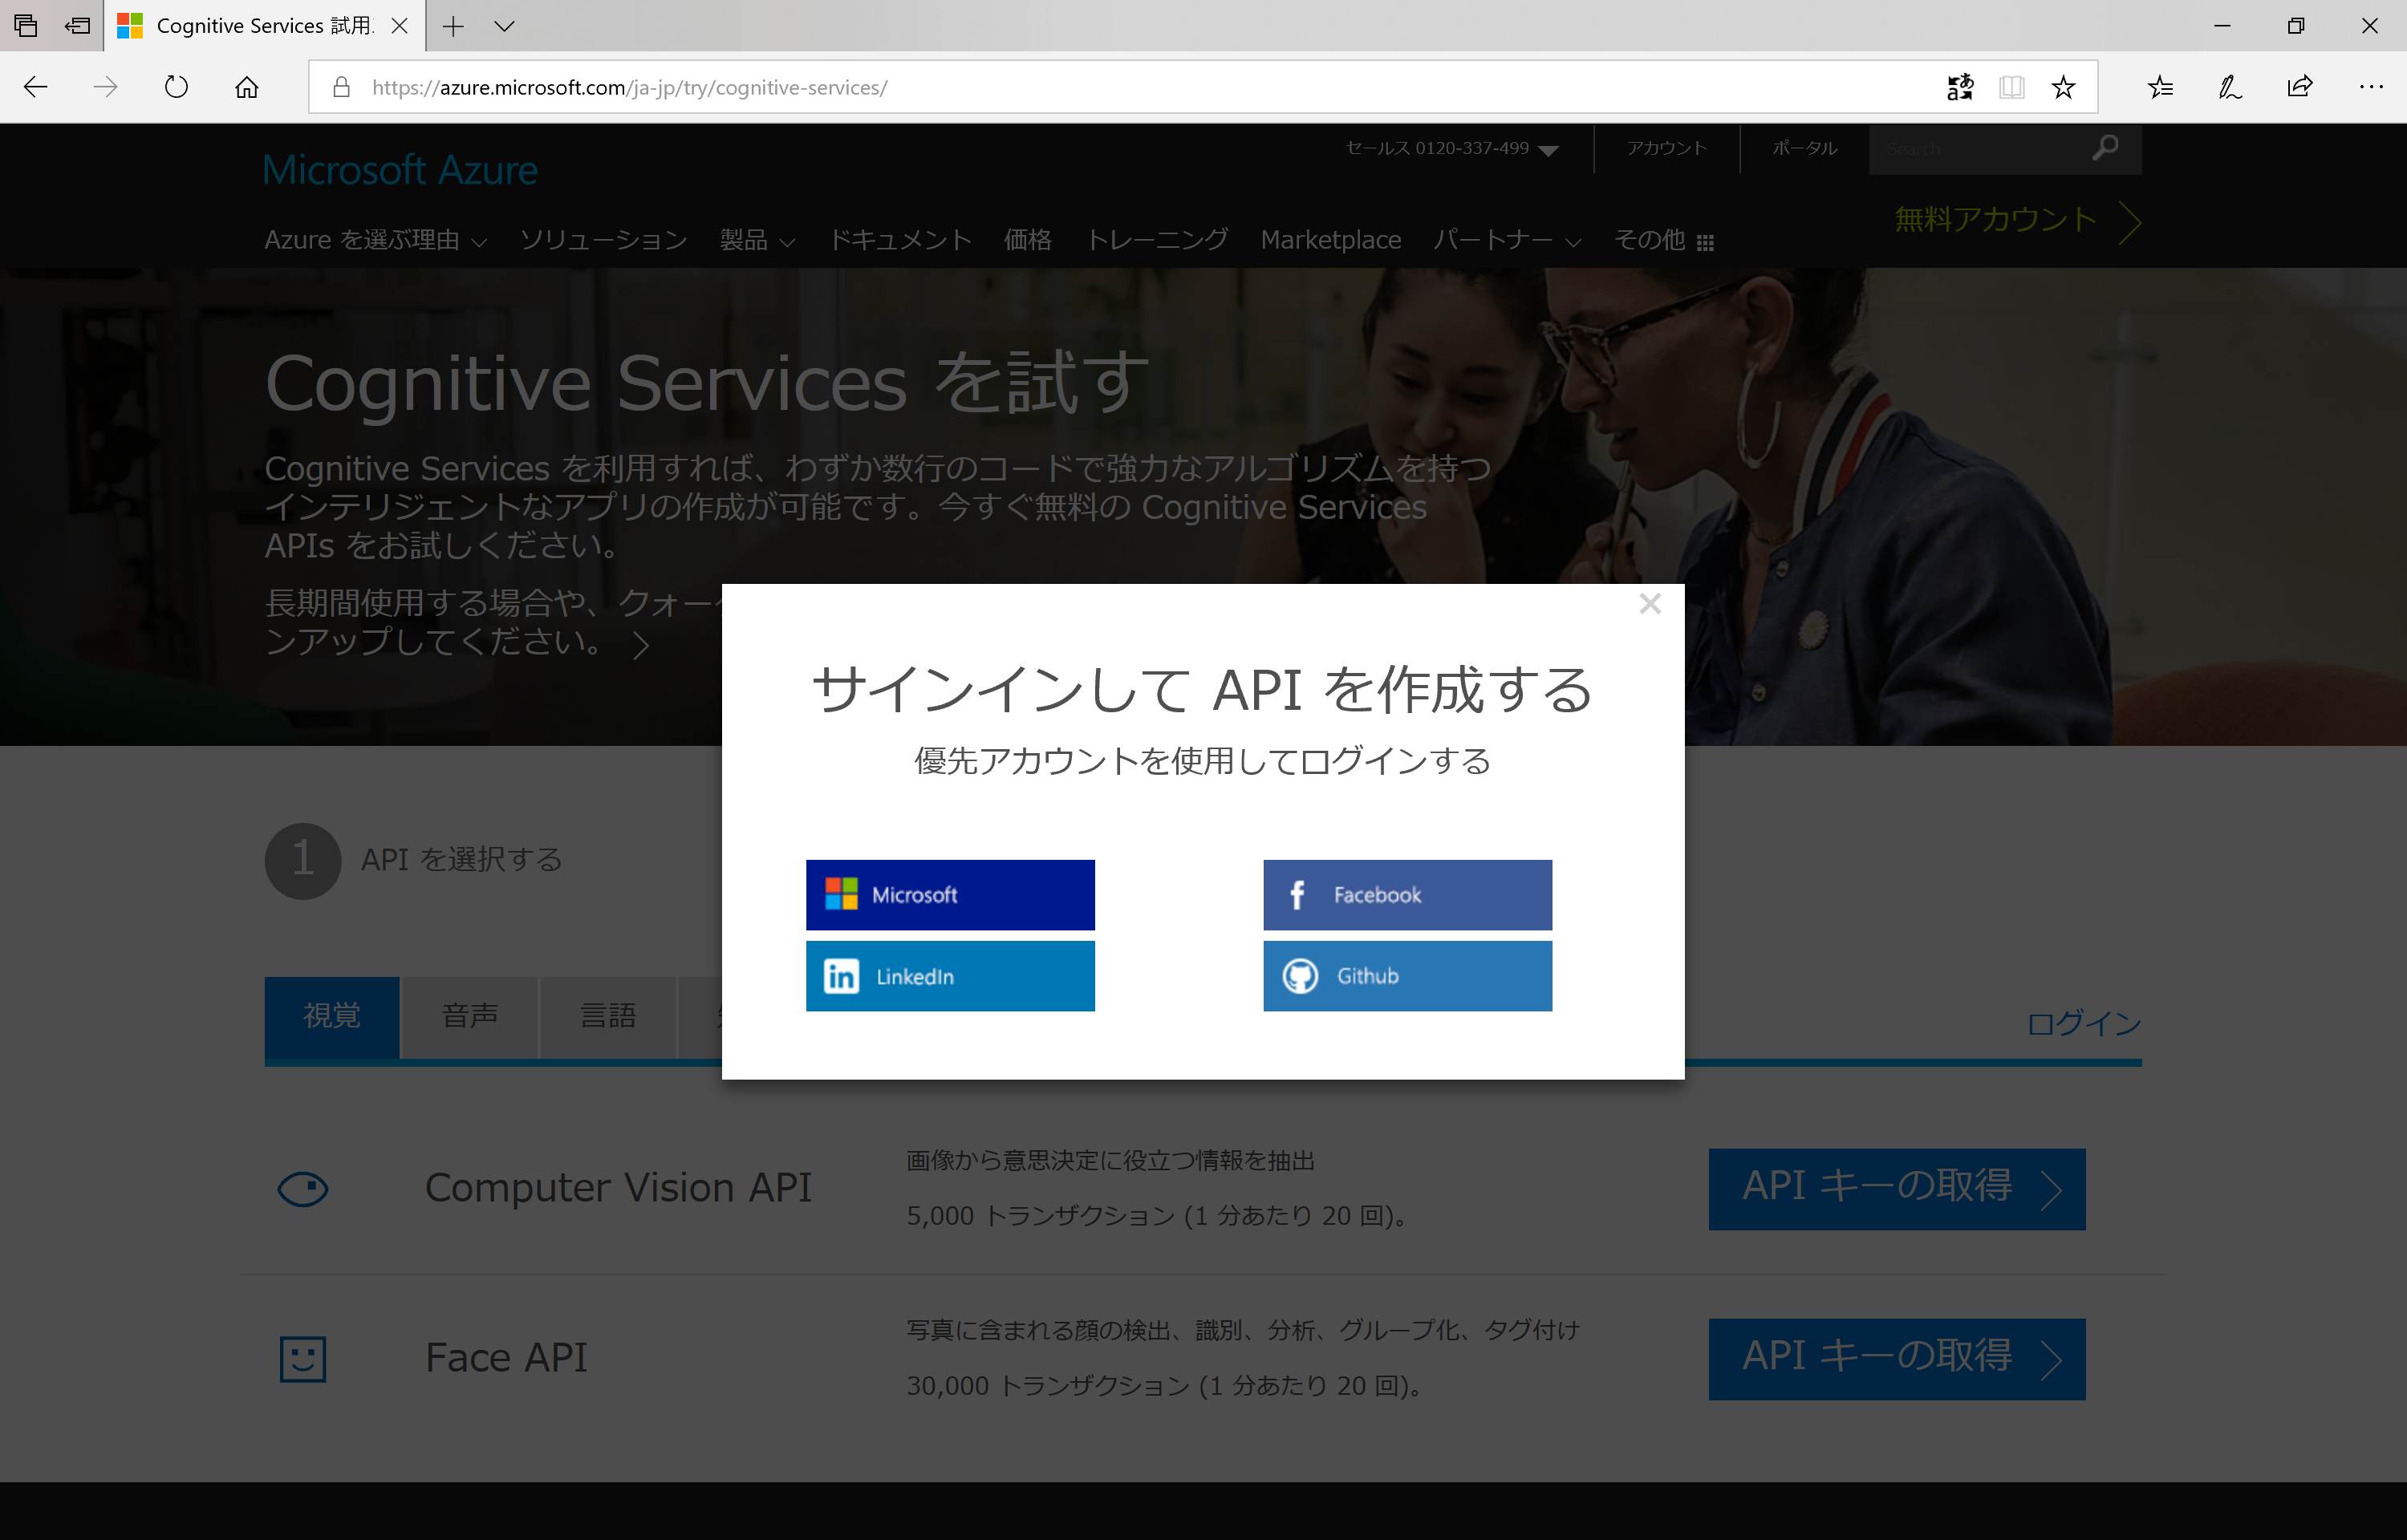 Cognitive Services 試用
https://azure.microsoft.com/ja-jp/try/cognitive-services/
Microsoft Azure
セールス 0120-337-499
アカウント
ポータル
Search
無料アカウント
Azure を選ぶ理由
ソリューション
製品
ドキュメント
価格
トレーニング
Marketplace
パートナー
その他
Cognitive Services を試す
Cognitive Services を利用すれば、わずか数行のコードで強力なアルゴリズムを持つ
インテリジェントなアプリの作成が可能です。今すぐ無料の Cognitive Services
APIs をお試しください。
長期間使用する場合や、クォー
ンアップしてください。
サインインして API を作成する
優先アカウントを使用してログインする
Microsoft
Facebook
LinkedIn
Github
1 API を選択する
視覚
音声
言語
ログイン
Computer Vision API
画像から意思決定に役立つ情報を抽出
5,000 トランザクション (1 分あたり 20 回)。
API キーの取得
Face API
写真に含まれる顔の検出、識別、分析、グループ化、タグ付け
30,000 トランザクション (1 分あたり 20 回)。
API キーの取得